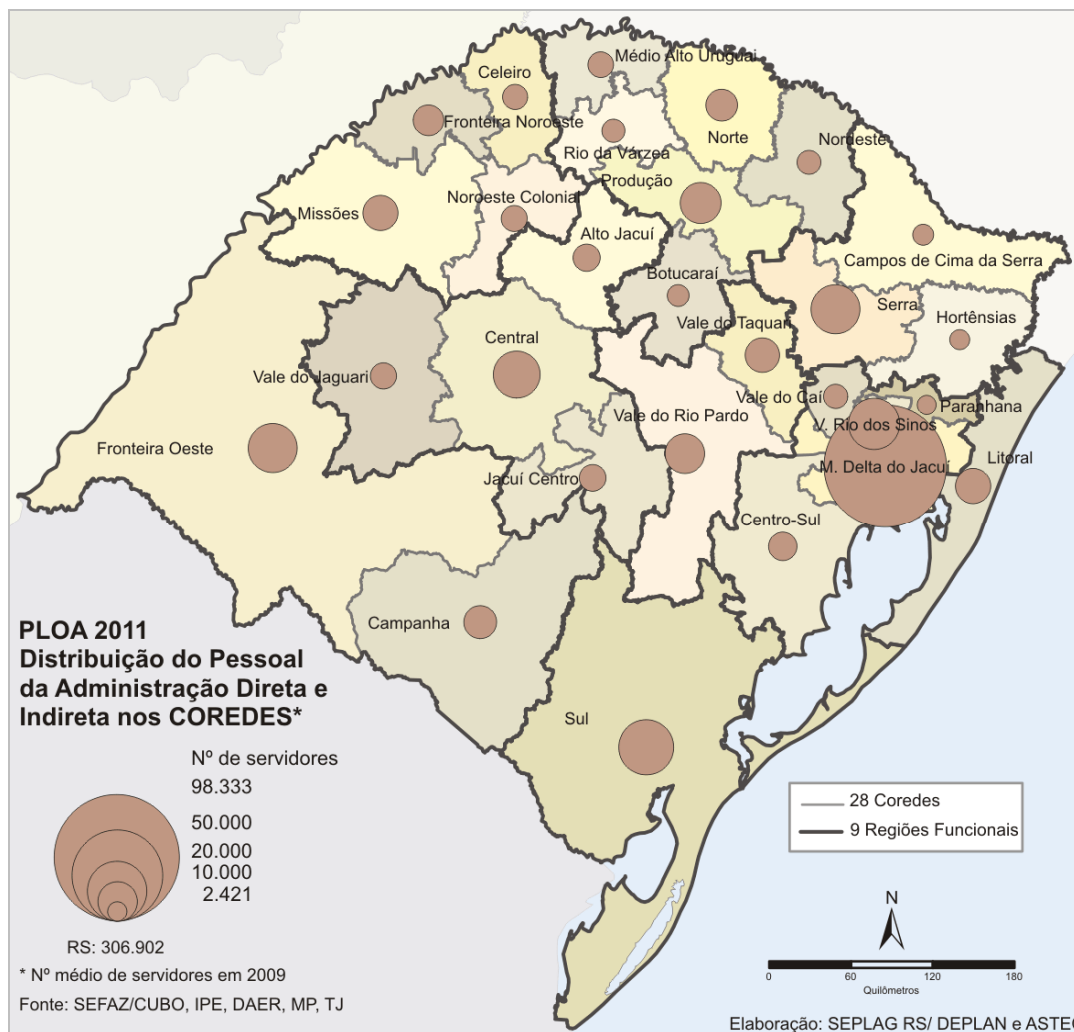 Médio Alto Uruguai
Celeiro
Fronteira Noroeste
Norte
Nordeste
Rio da Várzea
Produção
Noroeste Colonial
Missões
Alto Jacuí
Campos de Cima da Serra
Botucaraí
Serra
Hortênsias
Vale do Taquari
Central
Vale do Jaguari
Vale do Caí
Paranhana
Vale do Rio Pardo
V. Rio dos Sinos
Fronteira Oeste
Litoral
M. Delta do Jacuí
Jacuí Centro
Centro-Sul
Campanha
Sul
PLOA 2011
Distribuição do Pessoal
da Administração Direta e
Indireta nos COREDES*
Nº de servidores
98.333
50.000
20.000
10.000
2.421
RS: 306.902
* Nº médio de servidores em 2009
Fonte: SEFAZ/CUBO, IPE, DAER, MP, TJ
28 Coredes
9 Regiões Funcionais
N
0 60 120 180
Quilômetros
Elaboração: SEPLAG RS/ DEPLAN e ASTEC